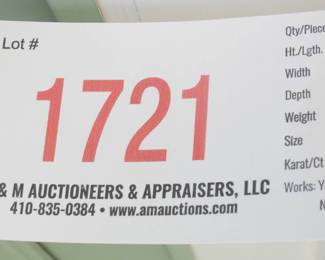 Lot #
1721
& M AUCTIONEERS & APPRAISERS, LLC
410-835-0384 • www.amauctions.com
Qty/Piece
Ht./Lgth.
Width
Depth
Weight
Size
Karat/Ct
Works: Y
N